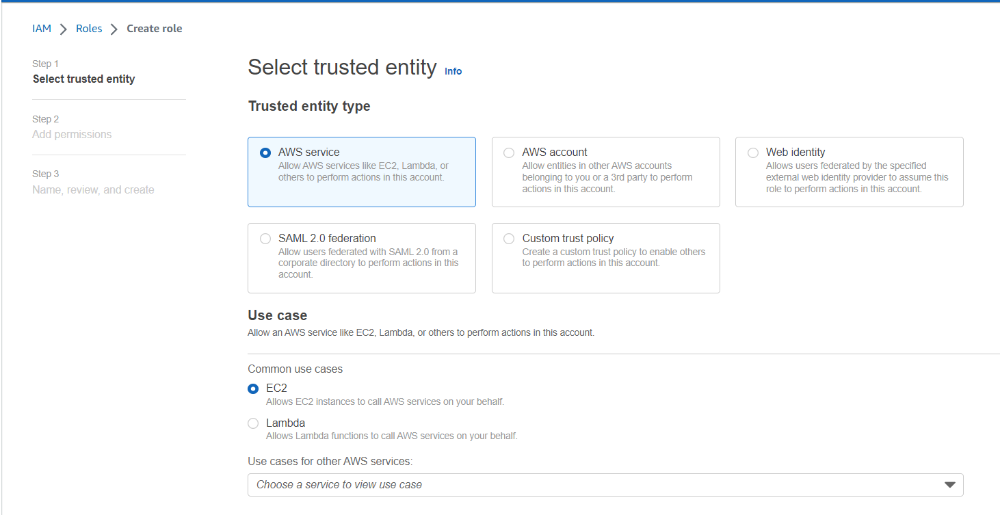 IAM > Roles > Create role
Step 1
Select trusted entity
Step 2
Add permissions
Step 3
Name, review, and create
Select trusted entity Info
Trusted entity type
AWS service
Allow AWS services like EC2, Lambda, or
others to perform actions in this account.
AWS account
Allow entities in other AWS accounts
belonging to you or a 3rd party to perform
actions in this account.
Web identity
Allows users federated by the specified
external web identity provider to assume this
role to perform actions in this account.
SAML 2.0 federation
Allow users federated with SAML 2.0 from a
corporate directory to perform actions in this
account.
Custom trust policy
Create a custom trust policy to enable others
to perform actions in this account.
Use case
Allow an AWS service like EC2, Lambda, or others to perform actions in this account.
Common use cases
EC2
Allows EC2 instances to call AWS services on your behalf.
Lambda
Allows Lambda functions to call AWS services on your behalf.
Use cases for other AWS services:
Choose a service to view use case